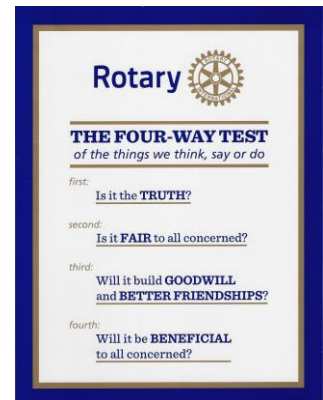 Rotary
ROTARY
INTERNATIONAL
THE FOUR-WAY TEST
of the things we think, say or do
first:
Is it the TRUTH?
second:
Is it FAIR to all concerned?
third:
Will it build GOODWILL
and BETTER FRIENDSHIPS?
fourth:
Will it be BENEFICIAL
to all concerned?